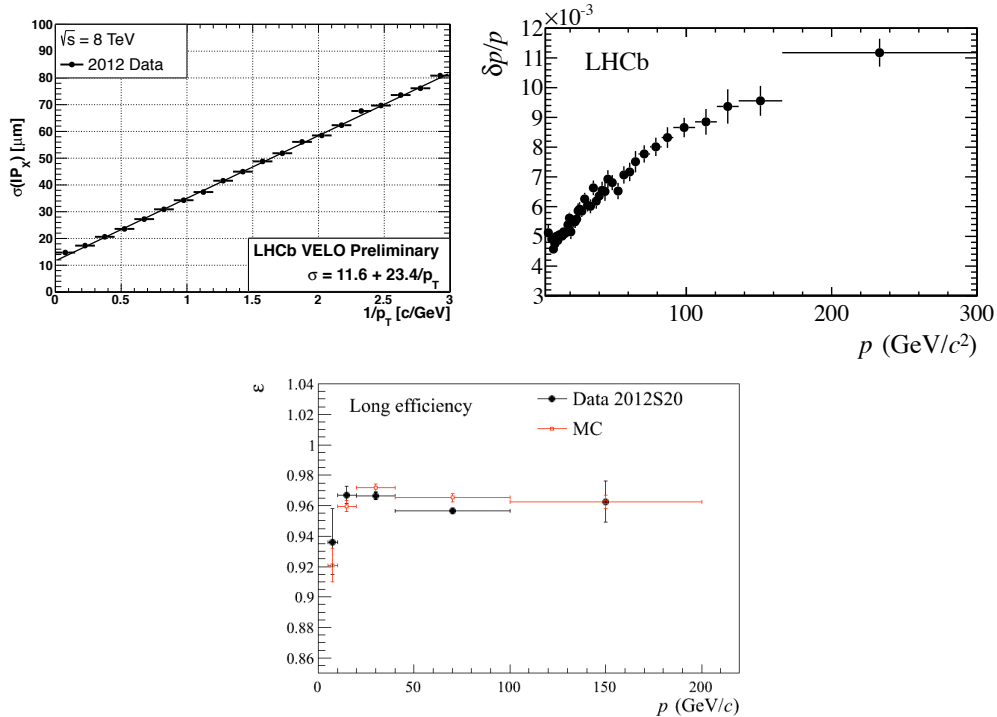 √s = 8 TeV
2012 Data
σ(IPX) [μm]
100
90
80
70
60
50
40
30
20
10
0
LHCb VELO Preliminary
σ = 11.6 + 23.4/pT
0 0.5 1 1.5 2 2.5 3
1/pT [c/GeV]
×10⁻³
δp/p
LHCb
12
11
10
9
8
7
6
5
4
3
100 200 300
p (GeV/c²)
ε
Long efficiency
Data 2012S20
MC
1.04
1.02
1
0.98
0.96
0.94
0.92
0.9
0.88
0.86
0 50 100 150 200
p (GeV/c)